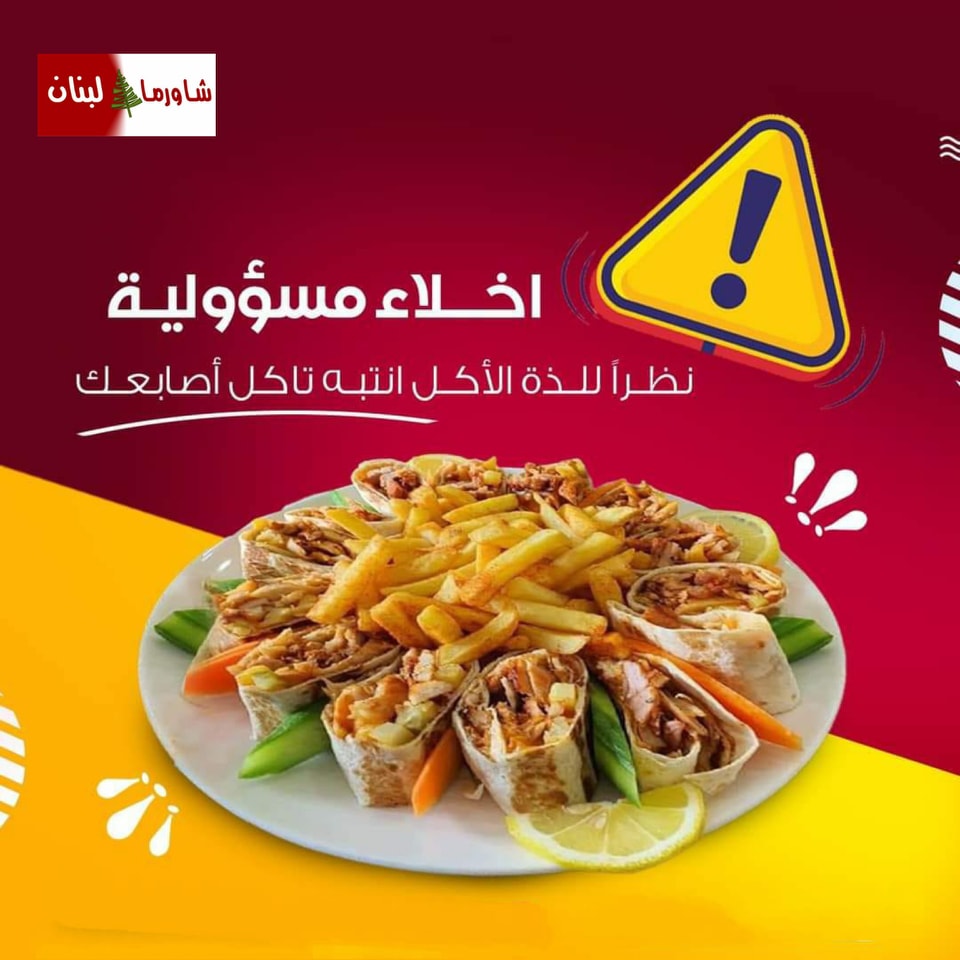 شاورما لبنان
اخلاء مسؤولية
نظراً للذة الأكل انتبه تاكل أصابعك